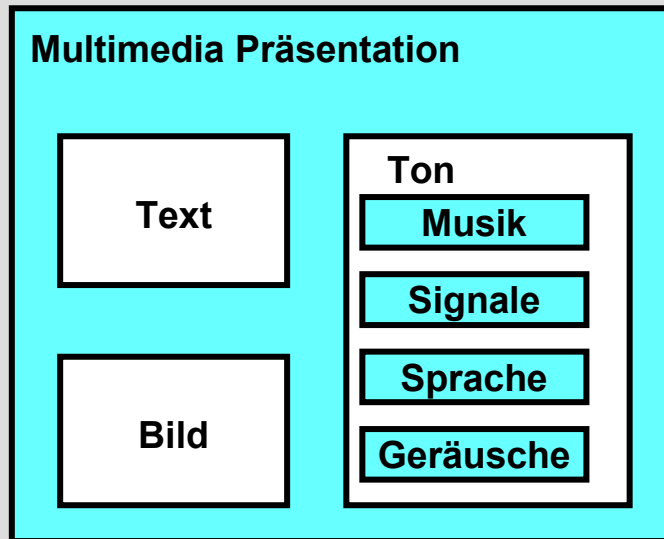 Multimedia Präsentation
Text
Bild
Ton
Musik
Signale
Sprache
Geräusche